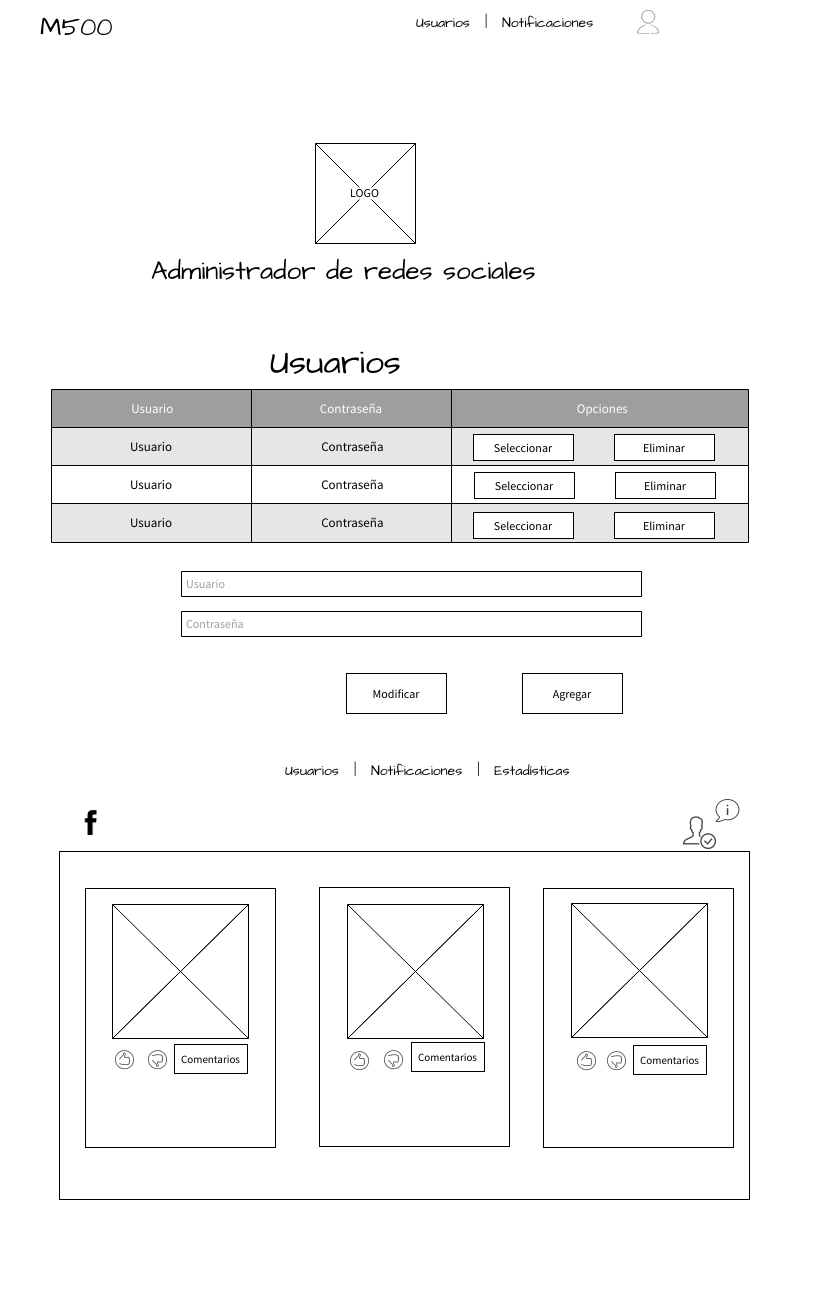 M500
Usuarios | Notificaciones
LOGO
Administrador de redes sociales
Usuarios
Usuario Contraseña Opciones
Usuario Contraseña Seleccionar Eliminar
Usuario Contraseña Seleccionar Eliminar
Usuario Contraseña Seleccionar Eliminar
Usuario
Contraseña
Modificar Agregar
Usuarios | Notificaciones | Estadísticas
f
i
Comentarios Comentarios Comentarios